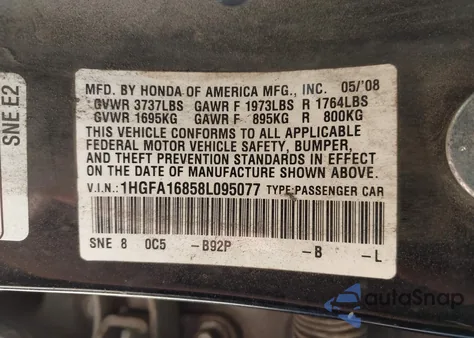 SNE E2
MFD. BY HONDA OF AMERICA MFG., INC. 05/'08
GVWR 3737LBS GAWR F 1973LBS R 1764LBS
GVWR 1695KG GAWR F 895KG R 800KG
THIS VEHICLE CONFORMS TO ALL APPLICABLE
FEDERAL MOTOR VEHICLE SAFETY, BUMPER,
AND THEFT PREVENTION STANDARDS IN EFFECT
ON THE DATE OF MANUFACTURE SHOWN ABOVE.
V.I.N.: 1HGFA16858L095077 TYPE:PASSENGER CAR
SNE 8 0C5 -B92P -B -L
autoSnap